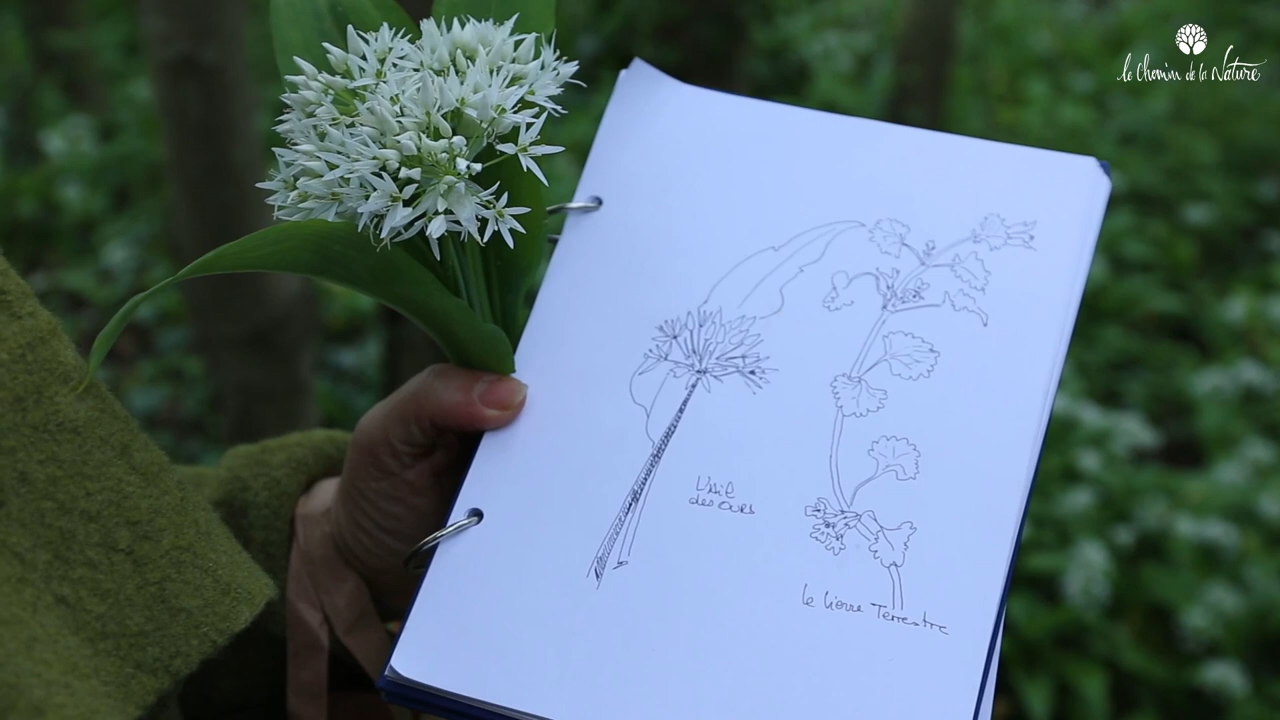 le Chemin de la Nature
L'ail
des ours
le lierre Terrestre